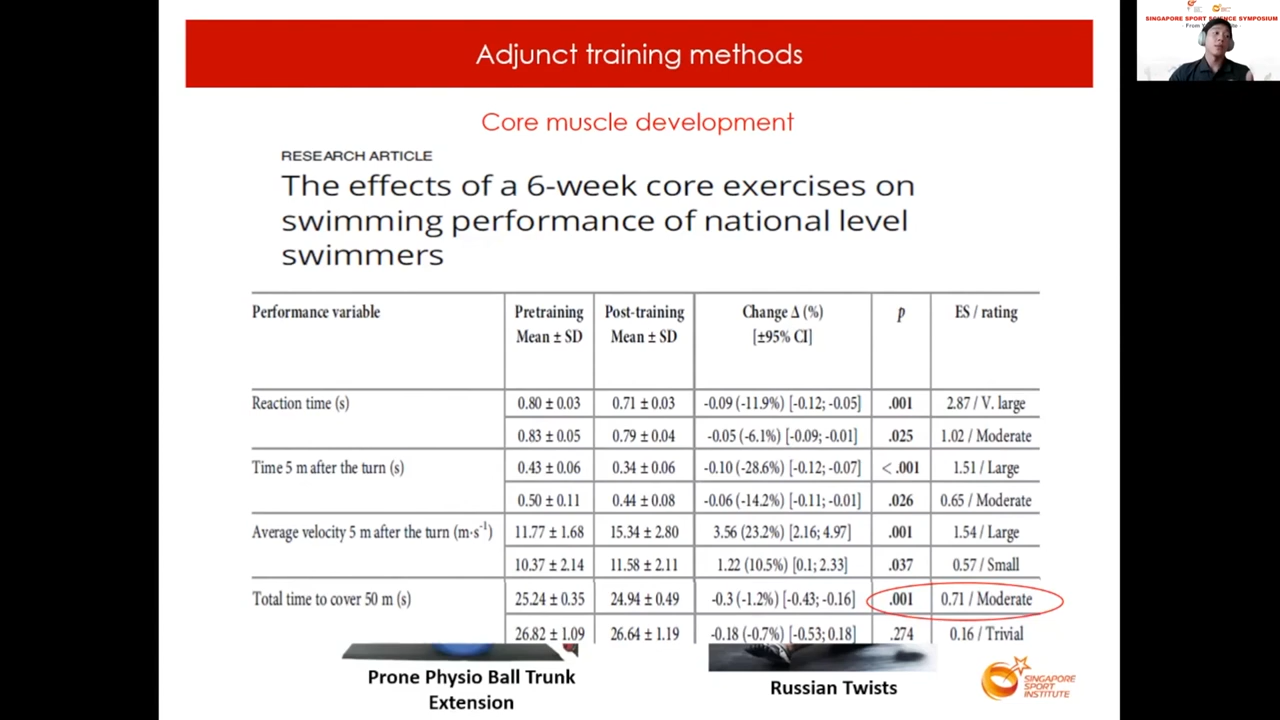 Adjunct training methods
SINGAPORE SPORT SCIENCE SYMPOSIUM
Core muscle development
RESEARCH ARTICLE
The effects of a 6-week core exercises on
swimming performance of national level
swimmers
Performance variable Pretraining Mean ± SD Post-training Mean ± SD Change Δ (%) [±95% CI] p ES / rating
Reaction time (s) 0.80 ± 0.03 0.71 ± 0.03 -0.09 (-11.9%) [-0.12; -0.05] .001 2.87 / V. large
0.83 ± 0.05 0.79 ± 0.04 -0.05 (-6.1%) [-0.09; -0.01] .025 1.02 / Moderate
Time 5 m after the turn (s) 0.43 ± 0.06 0.34 ± 0.06 -0.10 (-28.6%) [-0.12; -0.07] < .001 1.51 / Large
0.50 ± 0.11 0.44 ± 0.08 -0.06 (-14.2%) [-0.11; -0.01] .026 0.65 / Moderate
Average velocity 5 m after the turn (m·s⁻¹) 11.77 ± 1.68 15.34 ± 2.80 3.56 (23.2%) [2.16; 4.97] .001 1.54 / Large
10.37 ± 2.14 11.58 ± 2.11 1.22 (10.5%) [0.1; 2.33] .037 0.57 / Small
Total time to cover 50 m (s) 25.24 ± 0.35 24.94 ± 0.49 -0.3 (-1.2%) [-0.43; -0.16] .001 0.71 / Moderate
26.82 ± 1.09 26.64 ± 1.19 -0.18 (-0.7%) [-0.53; 0.18] .274 0.16 / Trivial
Prone Physio Ball Trunk
Extension
Russian Twists
SINGAPORE
SPORT
INSTITUTE